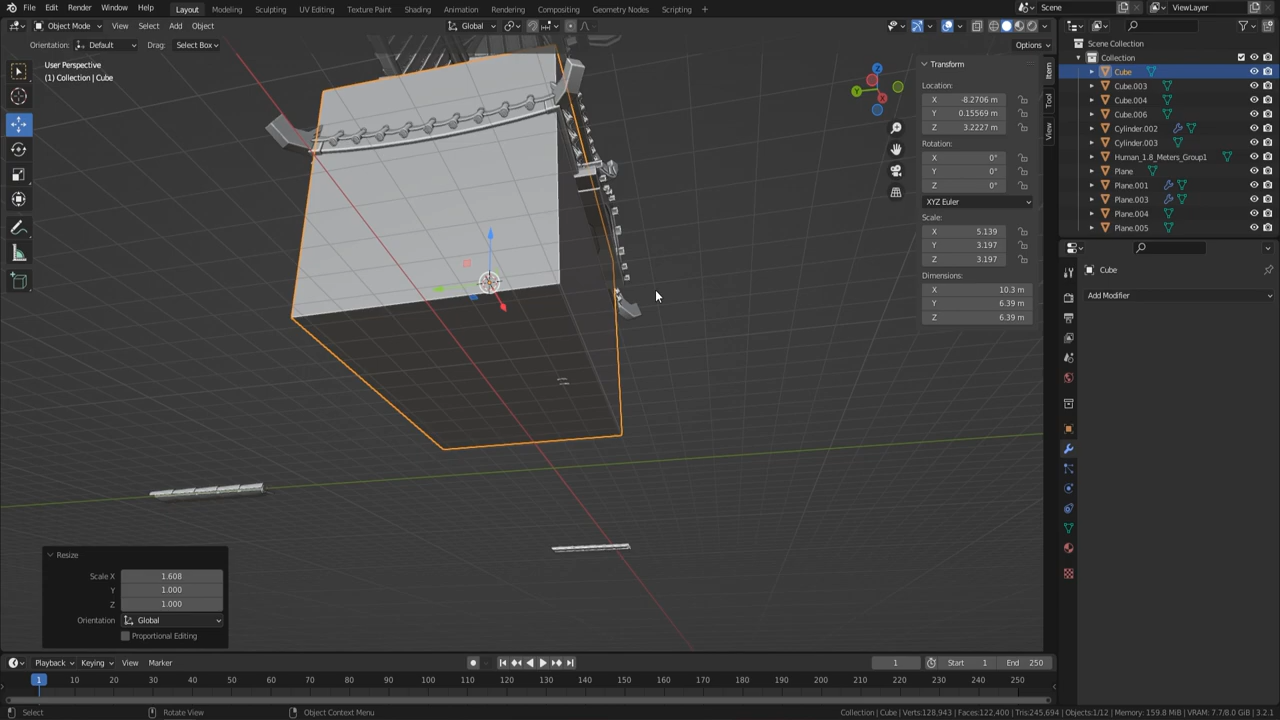 File Edit Render Window Help Layout Modeling Sculpting UV Editing Texture Paint Shading Animation Rendering Compositing Geometry Nodes Scripting + Scene ViewLayer
Object Mode View Select Add Object Global
Orientation: Default Drag: Select Box Options
User Perspective
(1) Collection | Cube
Transform
Location:
X -8.2706 m
Y 0.15569 m
Z 3.2227 m
Rotation:
X 0°
Y 0°
Z 0°
XYZ Euler
Scale:
X 5.139
Y 3.197
Z 3.197
Dimensions:
X 10.3 m
Y 6.39 m
Z 6.39 m
Item
Tool
View
Z
Y
X
Scene Collection
Collection
Cube
Cube.003
Cube.004
Cube.006
Cylinder.002
Cylinder.003
Human_1.8_Meters_Group1
Plane
Plane.001
Plane.003
Plane.004
Plane.005
Cube
Add Modifier
Resize
Scale X 1.608
Y 1.000
Z 1.000
Orientation Global
Proportional Editing
Playback Keying View Marker 1 Start 1 End 250
1 10 20 30 40 50 60 70 80 90 100 110 120 130 140 150 160 170 180 190 200 210 220 230 240 250
Select Rotate View Object Context Menu Collection | Cube | Verts:128,943 | Faces:122,400 | Tris:245,694 | Objects:1/12 | Memory: 159.8 MiB | VRAM: 7.7/8.0 GiB | 3.2.1